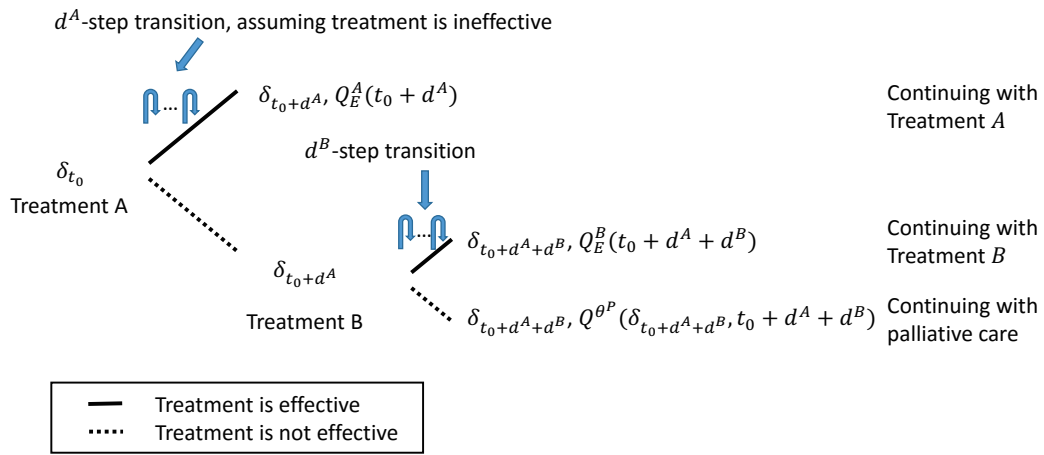 d^A-step transition, assuming treatment is ineffective
...
δ_{t_0+d^A}, Q_E^A(t_0 + d^A)
Continuing with
Treatment A
d^B-step transition
δ_{t_0}
Treatment A
...
δ_{t_0+d^A+d^B}, Q_E^B(t_0 + d^A + d^B)
Continuing with
Treatment B
δ_{t_0+d^A}
Treatment B
δ_{t_0+d^A+d^B}, Q^{θ^P}(δ_{t_0+d^A+d^B}, t_0 + d^A + d^B)
Continuing with
palliative care
Treatment is effective
Treatment is not effective